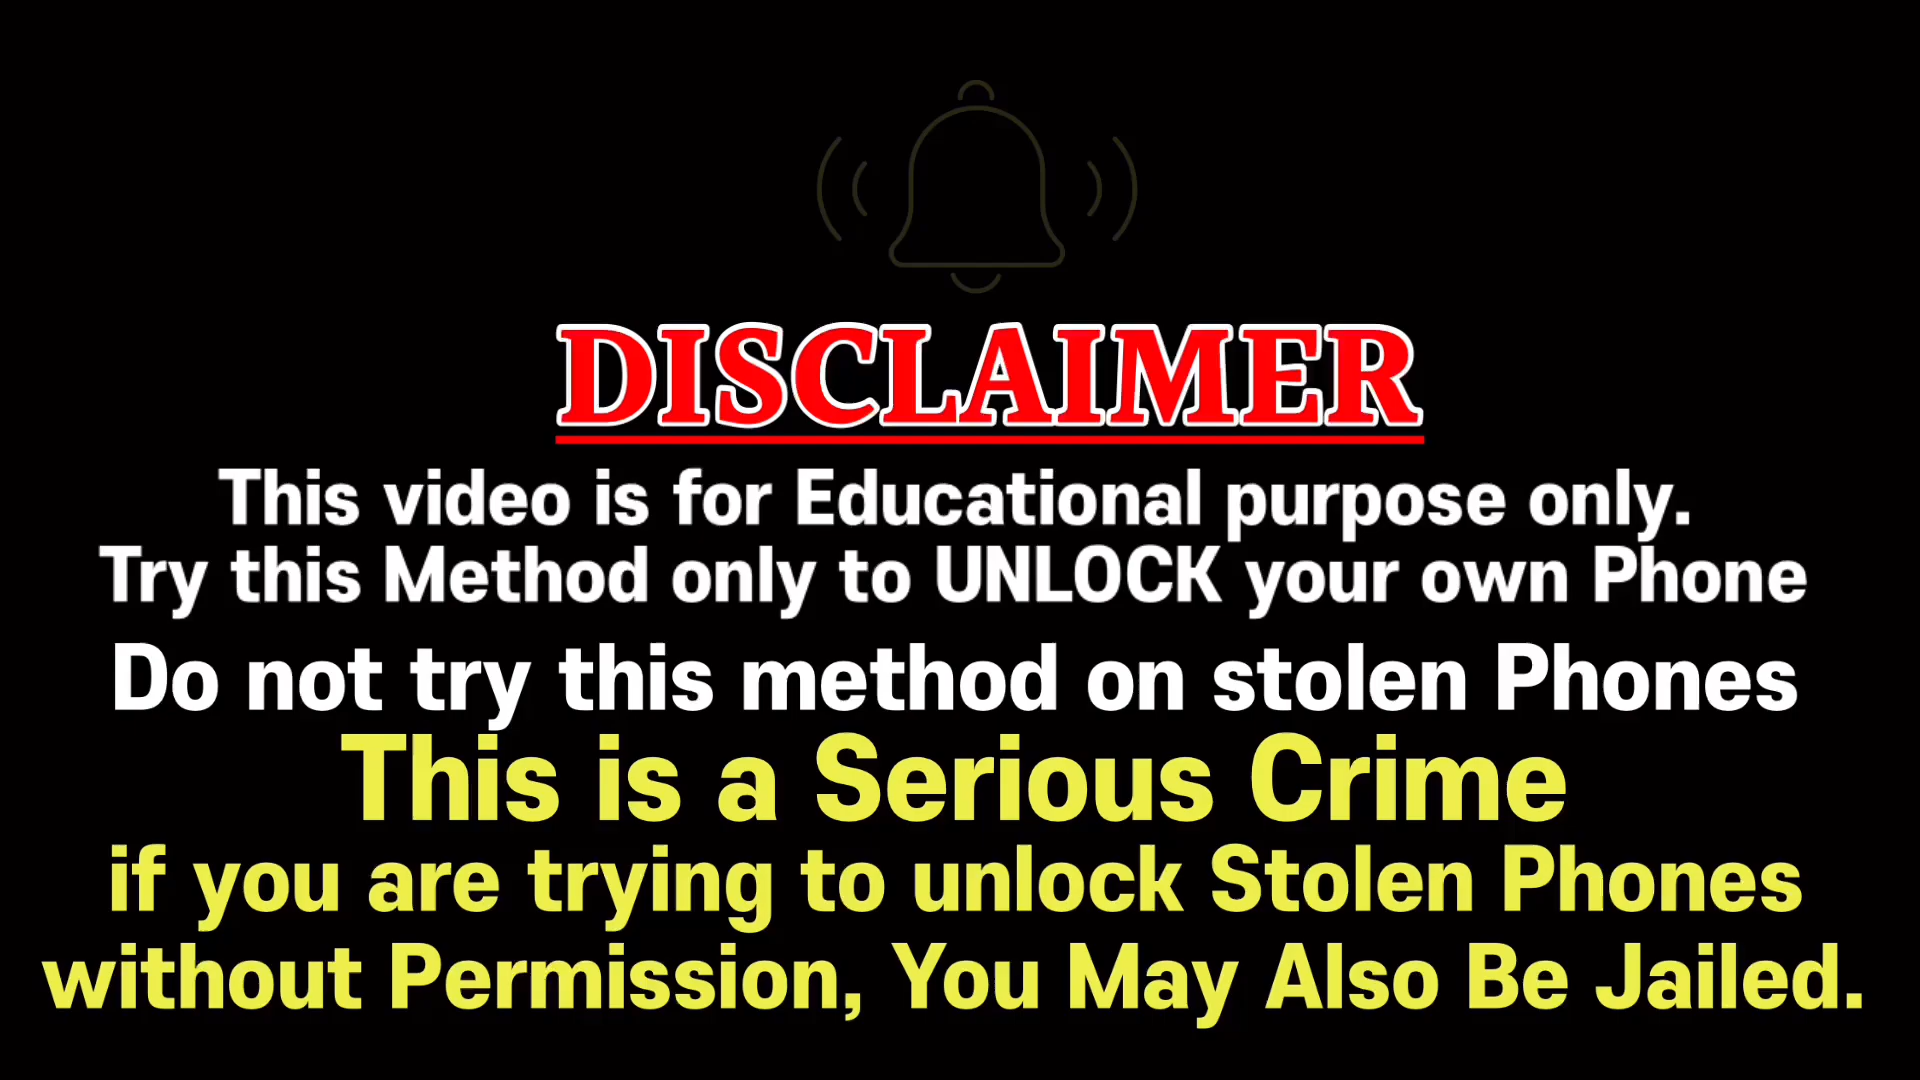 DISCLAIMER
This video is for Educational purpose only.
Try this Method only to UNLOCK your own Phone
Do not try this method on stolen Phones
This is a Serious Crime
if you are trying to unlock Stolen Phones
without Permission, You May Also Be Jailed.